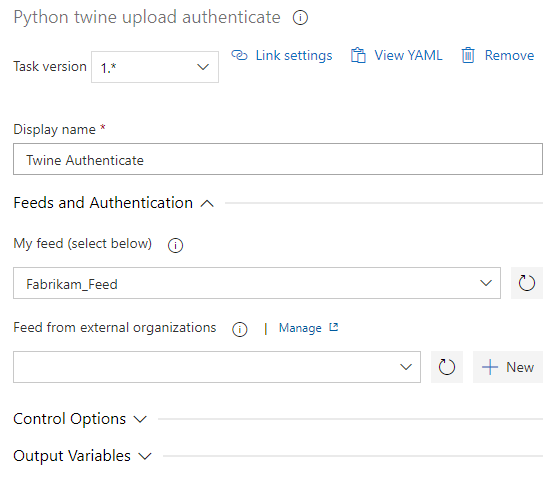 Python twine upload authenticate
Task version 1.* Link settings View YAML Remove
Display name *
Twine Authenticate
Feeds and Authentication
My feed (select below)
Fabrikam_Feed
Feed from external organizations | Manage
New
Control Options
Output Variables